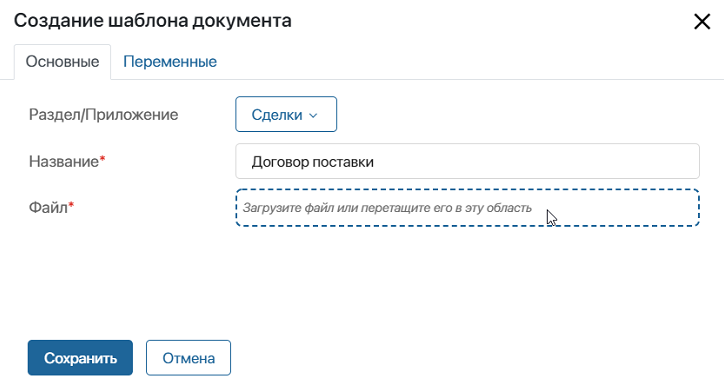 Создание шаблона документа
Основные Переменные
Раздел/Приложение Сделки
Название* Договор поставки
Файл* Загрузите файл или перетащите его в эту область
Сохранить Отмена